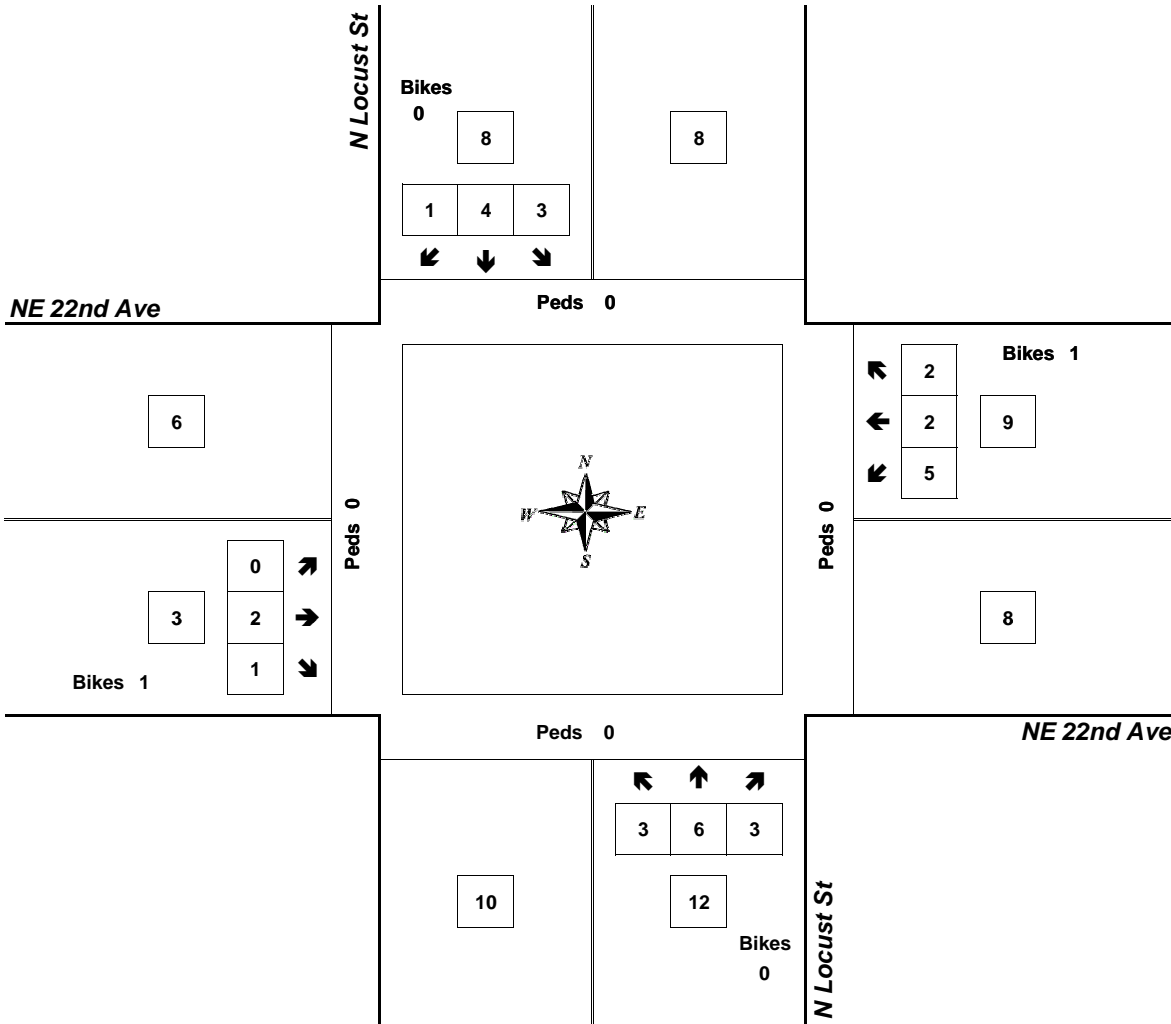 N Locust St
Bikes
0
8
8
1 4 3
Peds 0
NE 22nd Ave
2
Bikes 1
6
2
9
5
N
W E
S
Peds 0
Peds 0
0
3
2
8
1
Bikes 1
Peds 0
NE 22nd Ave
3 6 3
10
12
Bikes
0
N Locust St